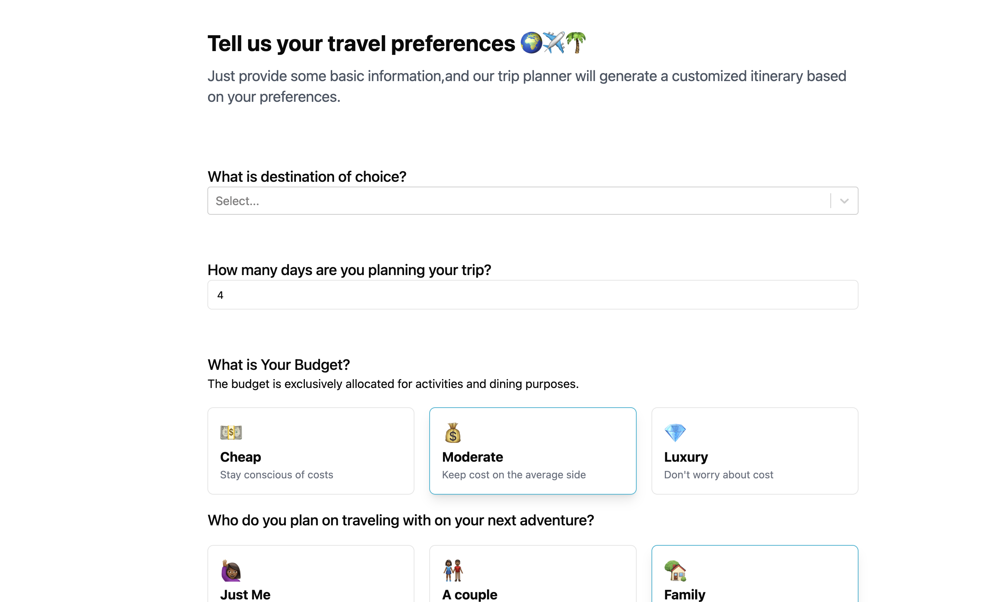 Tell us your travel preferences 🌍✈️🌴
Just provide some basic information,and our trip planner will generate a customized itinerary based
on your preferences.
What is destination of choice?
Select...
How many days are you planning your trip?
4
What is Your Budget?
The budget is exclusively allocated for activities and dining purposes.
Cheap
Stay conscious of costs
Moderate
Keep cost on the average side
Luxury
Don't worry about cost
Who do you plan on traveling with on your next adventure?
Just Me
A couple
Family